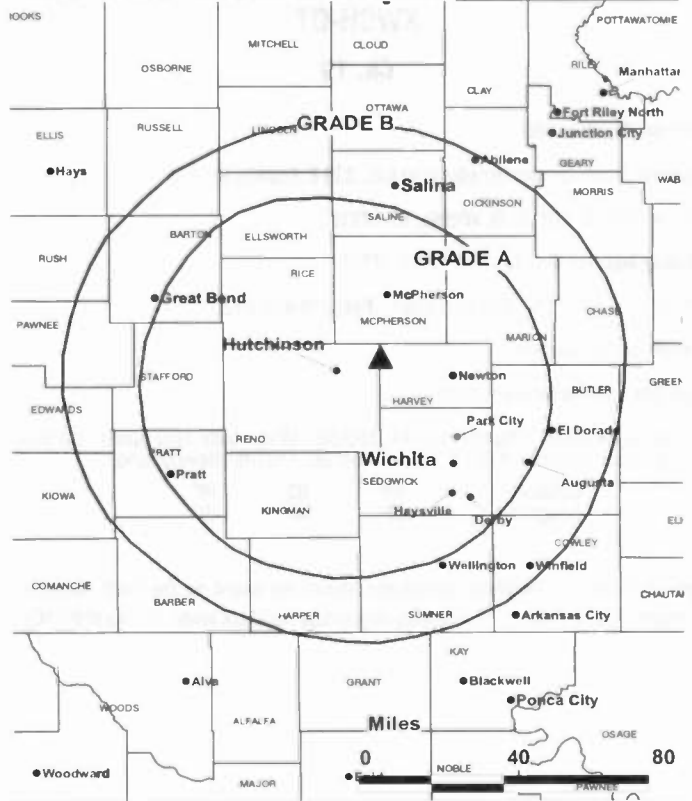 OOKS
MITCHELL
CLOUD
POTTAWATOMIE
OSBORNE
RILEY
Manhattan
CLAY
OTTAWA
Fort Riley North
ELLIS
RUSSELL
LINCOLN
GRADE B
Junction City
Hays
Abilene
GEARY
Salina
DICKINSON
MORRIS
WAB
SALINE
BARTON
ELLSWORTH
RUSH
GRADE A
RICE
Great Bend
McPherson
CHASE
PAWNEE
MCPHERSON
MARION
Hutchinson
STAFFORD
Newton
BUTLER
GREEN
EDWARDS
HARVEY
Park City
El Dorado
RENO
PRATT
Wichita
Pratt
SEDGWICK
Augusta
KIOWA
Haysville
KINGMAN
Derby
COWLEY
Wellington
Winfield
COMANCHE
CHAUTAU
BARBER
HARPER
SUMNER
Arkansas City
KAY
Alva
GRANT
Blackwell
WOODS
Ponca City
ALFALFA
Miles
OSAGE
0 40 80
Woodward
NOBLE
MAJOR
PAWNEE